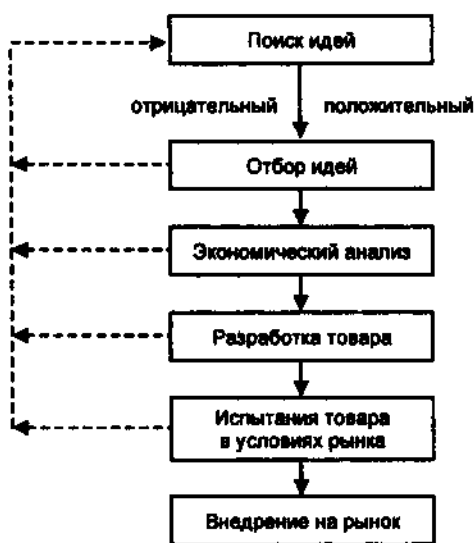 Поиск идей
отрицательный положительный
Отбор идей
Экономический анализ
Разработка товара
Испытания товара
в условиях рынка
Внедрение на рынок